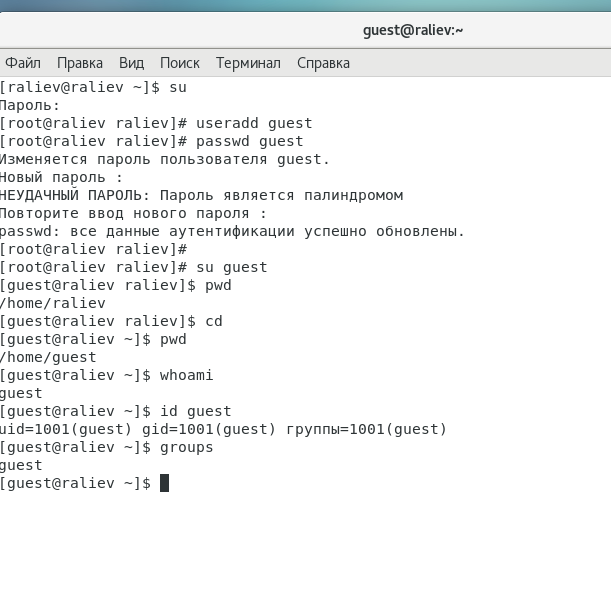 guest@raliev:~
Файл Правка Вид Поиск Терминал Справка
[raliev@raliev ~]$ su
Пароль:
[root@raliev raliev]# useradd guest
[root@raliev raliev]# passwd guest
Изменяется пароль пользователя guest.
Новый пароль :
НЕУДАЧНЫЙ ПАРОЛЬ: Пароль является палиндромом
Повторите ввод нового пароля :
passwd: все данные аутентификации успешно обновлены.
[root@raliev raliev]#
[root@raliev raliev]# su guest
[guest@raliev raliev]$ pwd
/home/raliev
[guest@raliev raliev]$ cd
[guest@raliev ~]$ pwd
/home/guest
[guest@raliev ~]$ whoami
guest
[guest@raliev ~]$ id guest
uid=1001(guest) gid=1001(guest) группы=1001(guest)
[guest@raliev ~]$ groups
guest
[guest@raliev ~]$